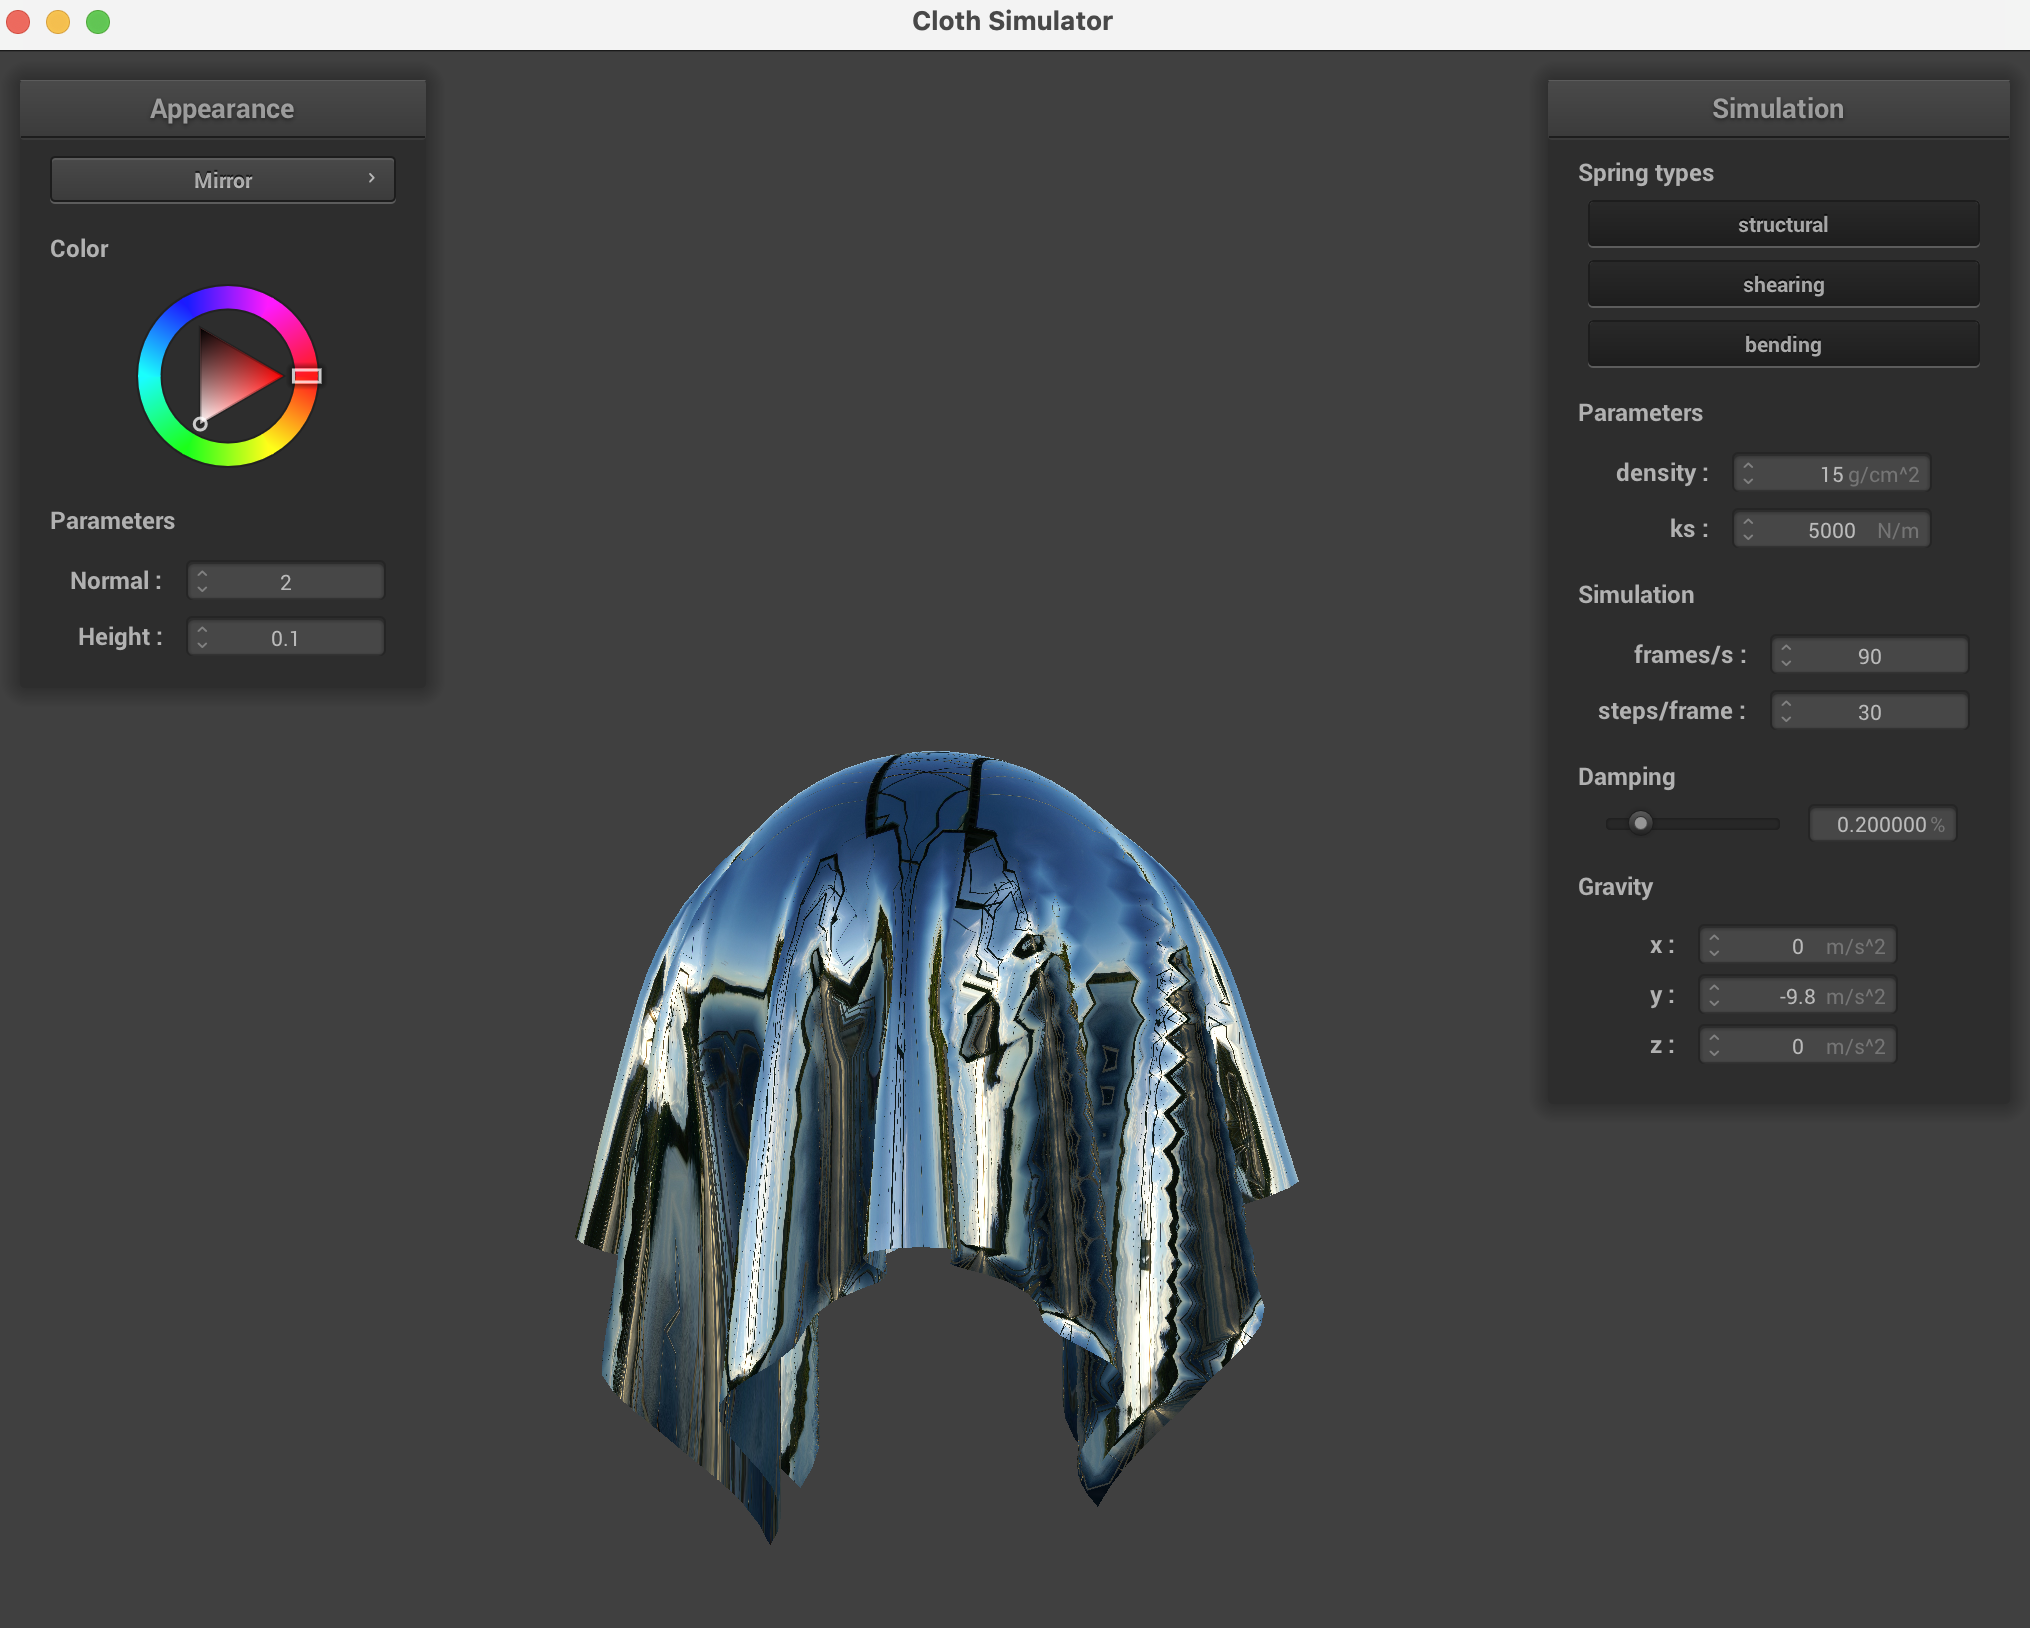 Cloth Simulator
Appearance
Mirror
Color
Parameters
Normal : 2
Height : 0.1
Simulation
Spring types
structural
shearing
bending
Parameters
density : 15 g/cm^2
ks : 5000 N/m
Simulation
frames/s : 90
steps/frame : 30
Damping
0.200000 %
Gravity
x : 0 m/s^2
y : -9.8 m/s^2
z : 0 m/s^2